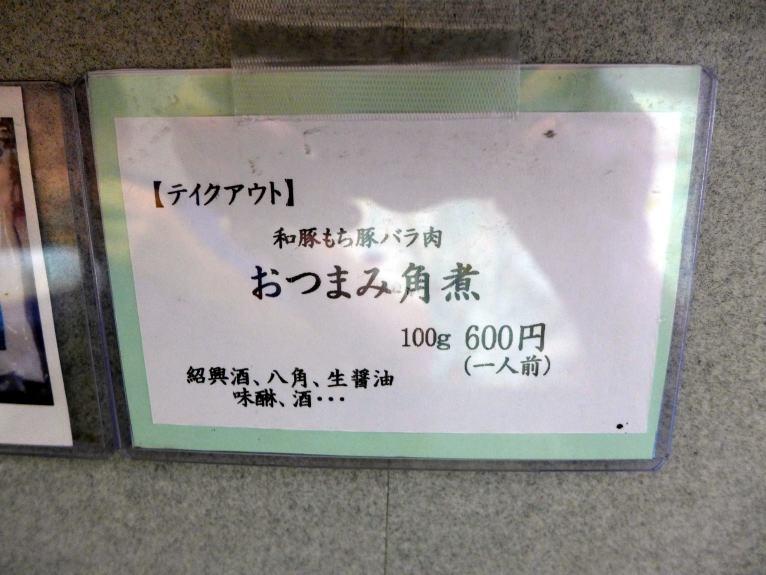 【テイクアウト】
和豚もち豚バラ肉
おつまみ角煮
100g 600円
(一人前)
紹興酒、八角、生醤油
味醂、酒・・・